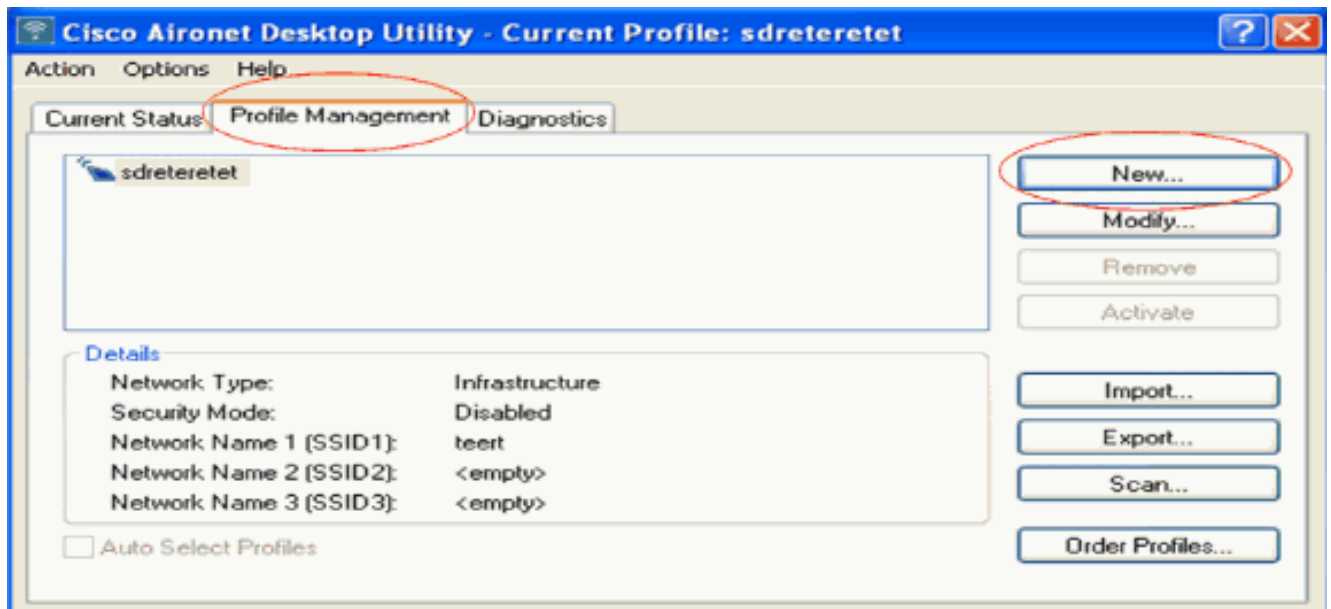 Cisco Aironet Desktop Utility - Current Profile: sdreteretet
Action Options Help
Current Status Profile Management Diagnostics
sdreteretet
New...
Modify...
Remove
Activate
Details
Network Type: Infrastructure
Security Mode: Disabled
Network Name 1 (SSID1): teert
Network Name 2 (SSID2): <empty>
Network Name 3 (SSID3): <empty>
Import...
Export...
Scan...
Auto Select Profiles
Order Profiles...